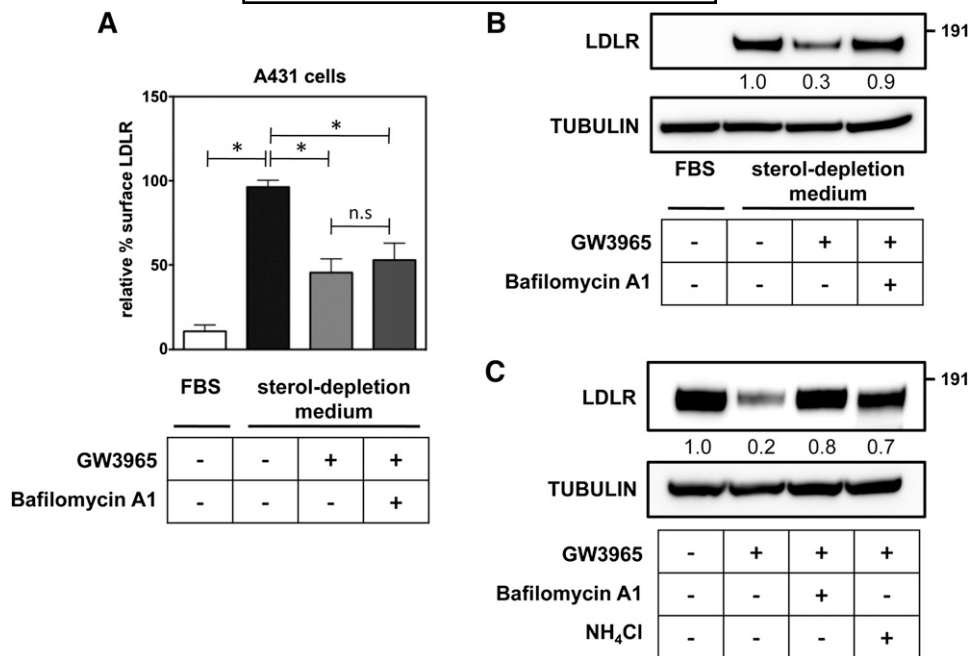 A
A431 cells
relative % surface LDLR
150
100
50
0
*
*
*
n.s
FBS
sterol-depletion
medium
GW3965 - - + +
Bafilomycin A1 - - - +
B
LDLR
191
1.0 0.3 0.9
TUBULIN
FBS
sterol-depletion
medium
GW3965 - - + +
Bafilomycin A1 - - - +
C
LDLR
191
1.0 0.2 0.8 0.7
TUBULIN
GW3965 - + + +
Bafilomycin A1 - - + -
NH₄Cl - - - +